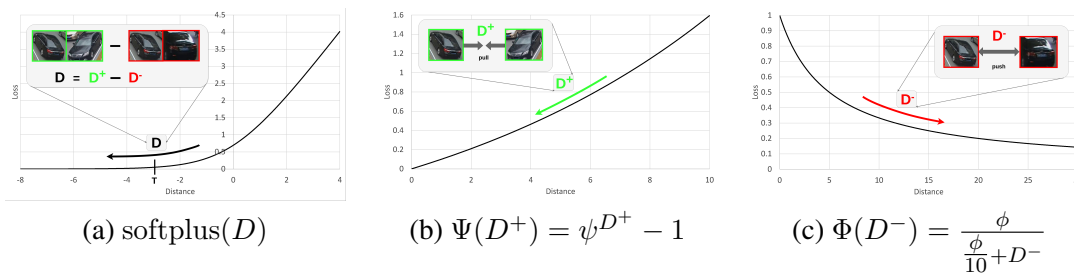 4.5
4
3.5
3
2.5
2
1.5
1
0.5
0
D = D⁺ − D⁻
−
Loss
D
T
-8 -6 -4 -2 0 2 4
Distance
(a) softplus(D)
1.6
1.4
1.2
1
0.8
0.6
0.4
0.2
0
D⁺
pull
D⁺
Loss
0 2 4 6 8 10
Distance
(b) Ψ(D⁺) = ψ^{D⁺} − 1
1
0.9
0.8
0.7
0.6
0.5
0.4
0.3
0.2
0.1
0
D⁻
push
D⁻
Loss
0 5 10 15 20 25
Distance
(c) Φ(D⁻) = ϕ / (ϕ/10 + D⁻)